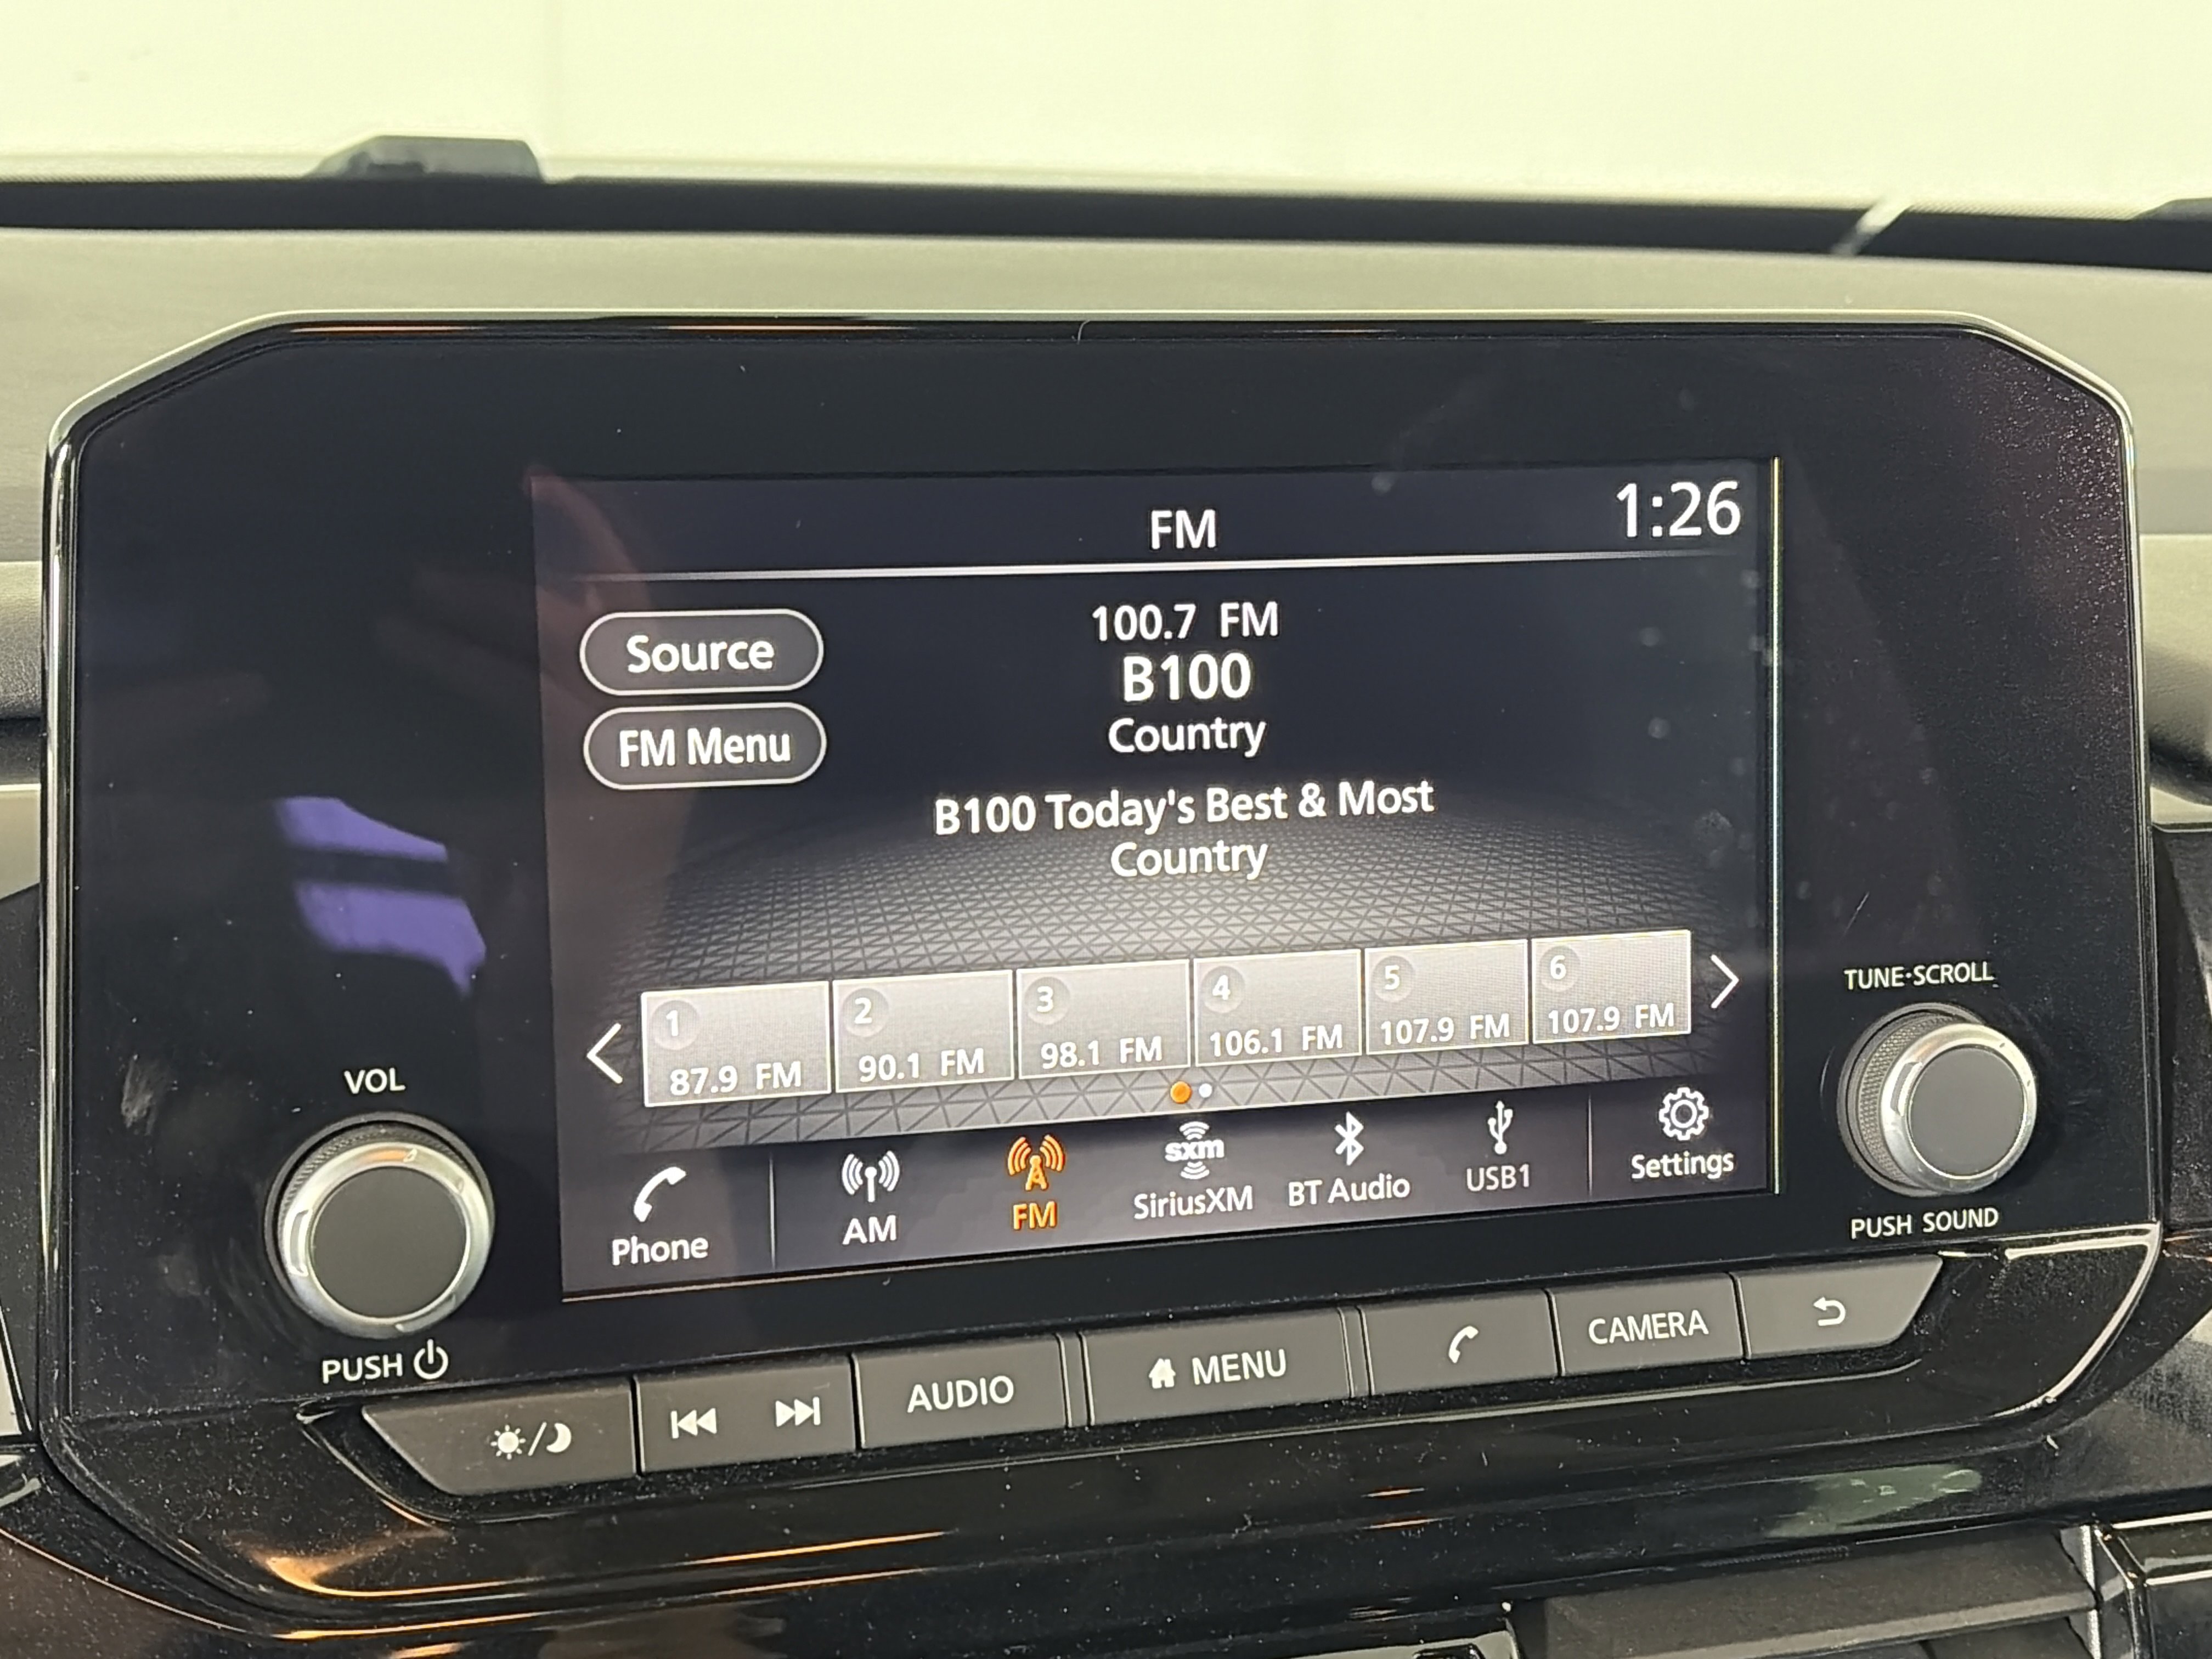 FM
1:26
Source
FM Menu
100.7 FM
B100
Country
B100 Today's Best & Most
Country
1
87.9 FM
2
90.1 FM
3
98.1 FM
4
106.1 FM
5
107.9 FM
6
107.9 FM
Phone
AM
A
FM
sxm
SiriusXM
BT Audio
USB1
Settings
VOL
PUSH
TUNE·SCROLL
PUSH SOUND
AUDIO
MENU
CAMERA